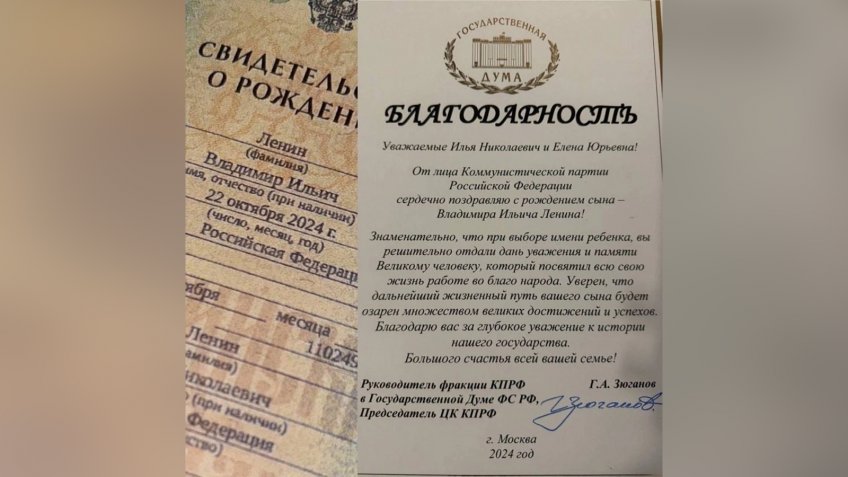 СВИДЕТЕЛЬС
О РОЖДЕНИ
Ленин
(фамилия)
Владимир Ильич
имя, отчество (при наличии)
22 октября 2024 г.
(число, месяц, год)
Российская Федерация
ября
месяца
110249
Ленин
амилия)
иколаевич
о (при наличии)
Федерация
ство)
ГОСУДАРСТВЕННАЯ
ДУМА
БЛАГОДАРНОСТЬ
Уважаемые Илья Николаевич и Елена Юрьевна!
От лица Коммунистической партии
Российской Федерации
сердечно поздравляю с рождением сына –
Владимира Ильича Ленина!
Знаменательно, что при выборе имени ребенка, вы
решительно отдали дань уважения и памяти
Великому человеку, который посвятил всю свою
жизнь работе во благо народа. Уверен, что
дальнейший жизненный путь вашего сына будет
озарен множеством великих достижений и успехов.
Благодарю вас за глубокое уважение к истории
нашего государства.
Большого счастья всей вашей семье!
Руководитель фракции КПРФ Г.А. Зюганов
в Государственной Думе ФС РФ,
Председатель ЦК КПРФ
г. Москва
2024 год